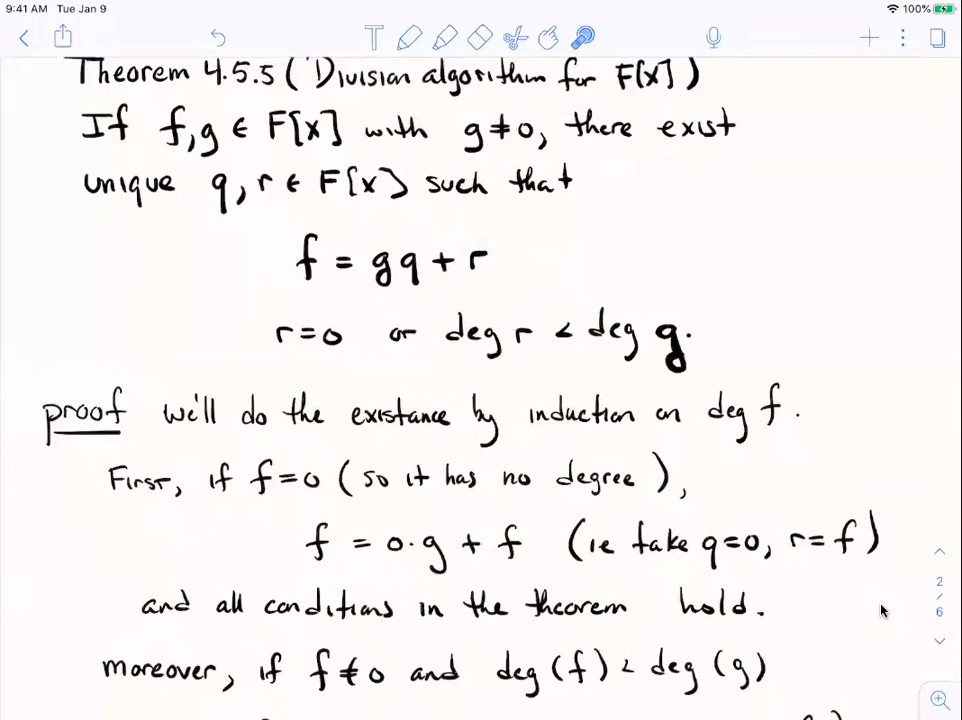 9:41 AM Tue Jan 9
100%
Theorem 4.5.5 (Division algorithm for F[x])
If f,g ∈ F[x] with g≠0, there exist
unique q, r ∈ F[x] such that
f = gq + r
r=0 or deg r < deg g.
proof we'll do the existance by induction on deg f.
First, if f=0 (so it has no degree),
f = 0·g + f (ie take q=0, r=f)
and all conditions in the theorem hold.
moreover, if f≠0 and deg(f) < deg(g)
2
/
6